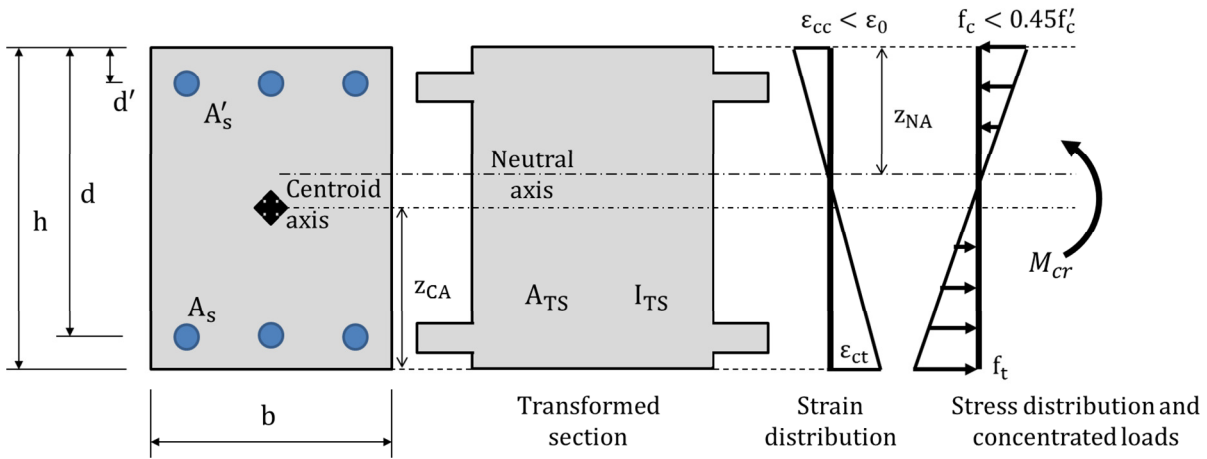 ε_cc < ε_0
f_c < 0.45f'_c
d′
A′_s
z_NA
Neutral
axis
Centroid
axis
d
h
z_CA
M_cr
A_s
A_TS
I_TS
ε_ct
f_t
b
Transformed
section
Strain
distribution
Stress distribution and
concentrated loads